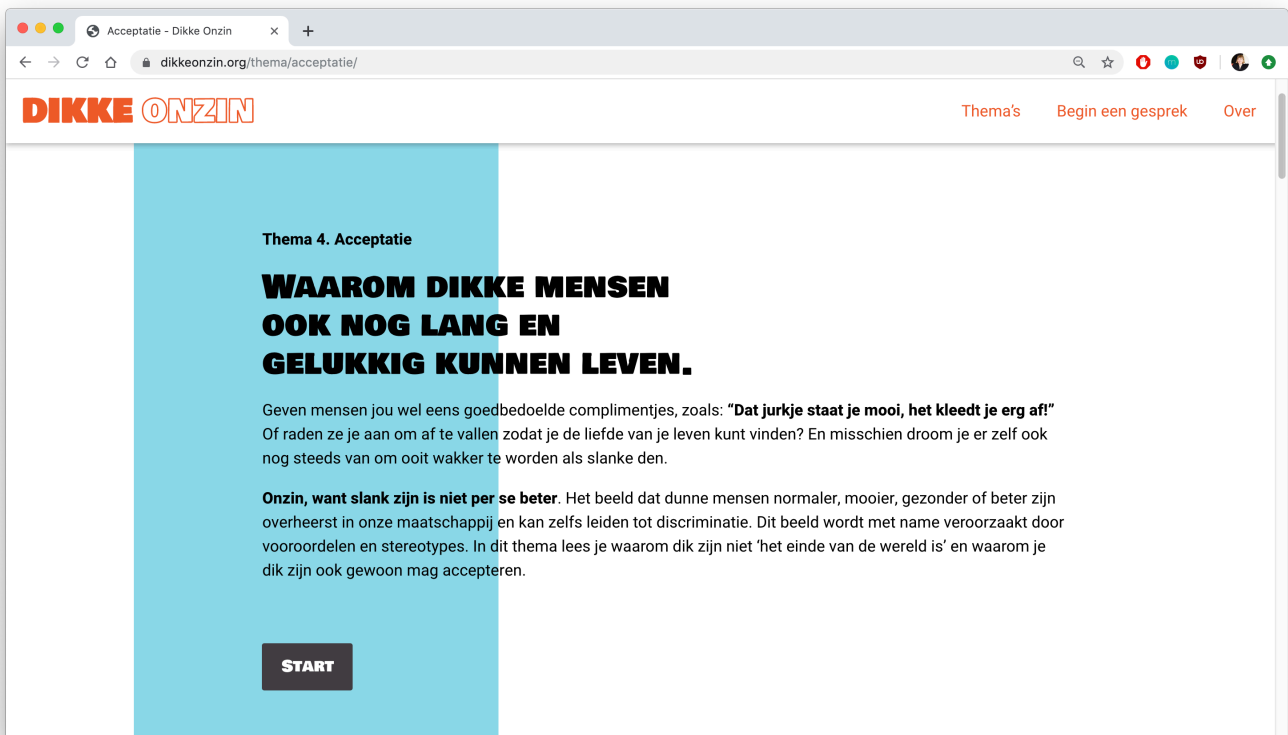 Acceptatie - Dikke Onzin
dikkeonzin.org/thema/acceptatie/
DIKKE ONZIN
Thema's
Begin een gesprek
Over
Thema 4. Acceptatie
WAAROM DIKKE MENSEN
OOK NOG LANG EN
GELUKKIG KUNNEN LEVEN.
Geven mensen jou wel eens goedbedoelde complimentjes, zoals: “Dat jurkje staat je mooi, het kleedt je erg af!”
Of raden ze je aan om af te vallen zodat je de liefde van je leven kunt vinden? En misschien droom je er zelf ook
nog steeds van om ooit wakker te worden als slanke den.
Onzin, want slank zijn is niet per se beter. Het beeld dat dunne mensen normaler, mooier, gezonder of beter zijn
overheerst in onze maatschappij en kan zelfs leiden tot discriminatie. Dit beeld wordt met name veroorzaakt door
vooroordelen en stereotypes. In dit thema lees je waarom dik zijn niet ‘het einde van de wereld is’ en waarom je
dik zijn ook gewoon mag accepteren.
START